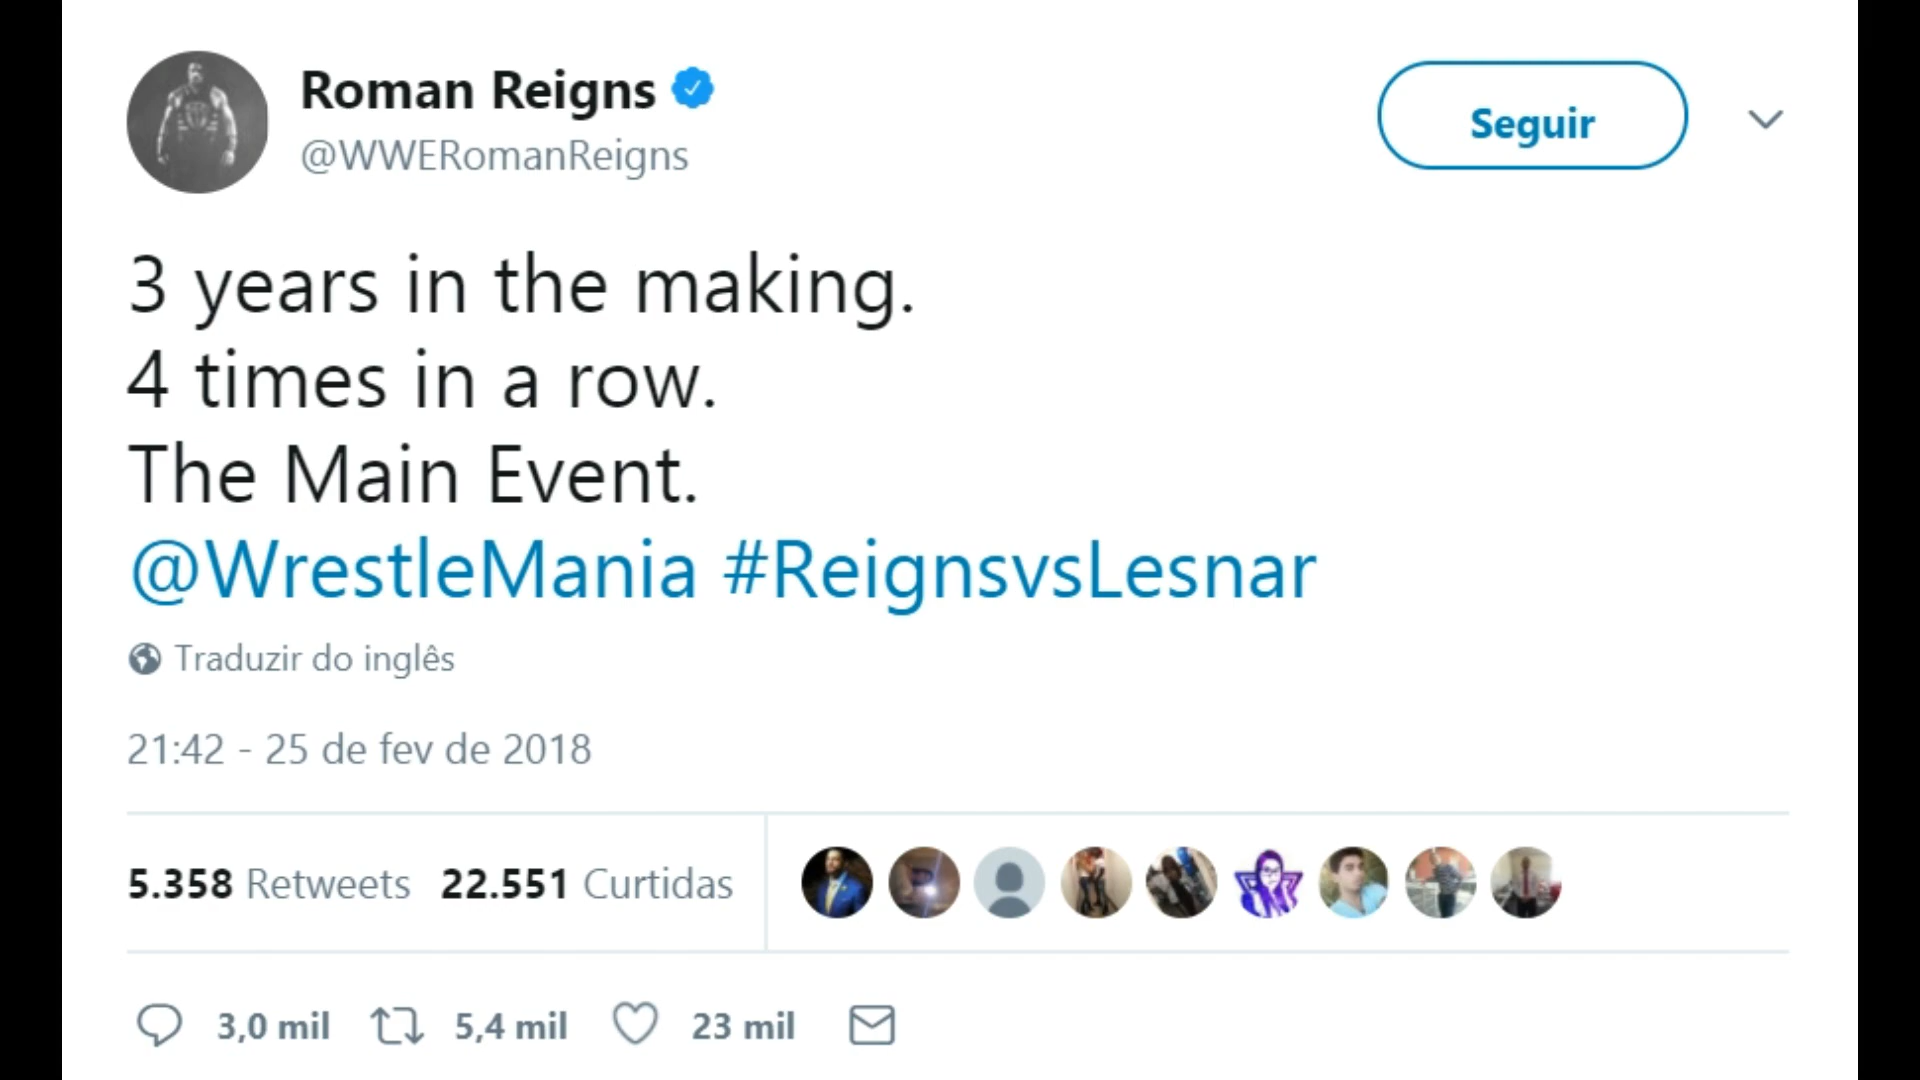 Roman Reigns
@WWERomanReigns
Seguir
3 years in the making.
4 times in a row.
The Main Event.
@WrestleMania #ReignsvsLesnar
Traduzir do inglês
21:42 - 25 de fev de 2018
5.358 Retweets 22.551 Curtidas
3,0 mil 5,4 mil 23 mil